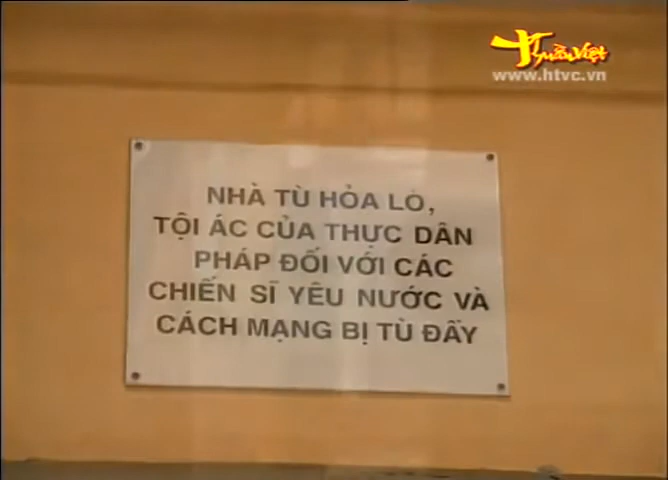 Thuần Việt
www.htvc.vn
NHÀ TÙ HỎA LÒ,
TỘI ÁC CỦA THỰC DÂN
PHÁP ĐỐI VỚI CÁC
CHIẾN SĨ YÊU NƯỚC VÀ
CÁCH MẠNG BỊ TÙ ĐẦY